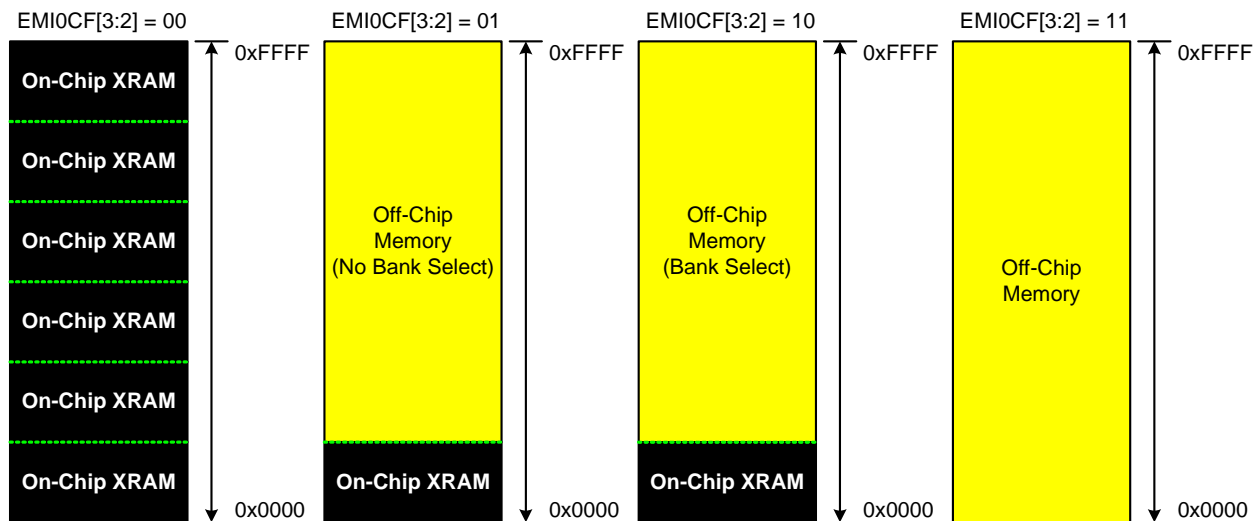 EMI0CF[3:2] = 00
EMI0CF[3:2] = 01
EMI0CF[3:2] = 10
EMI0CF[3:2] = 11
On-Chip XRAM
On-Chip XRAM
On-Chip XRAM
On-Chip XRAM
On-Chip XRAM
On-Chip XRAM
0xFFFF
0x0000
Off-Chip
Memory
(No Bank Select)
On-Chip XRAM
0xFFFF
0x0000
Off-Chip
Memory
(Bank Select)
On-Chip XRAM
0xFFFF
0x0000
Off-Chip
Memory
0xFFFF
0x0000